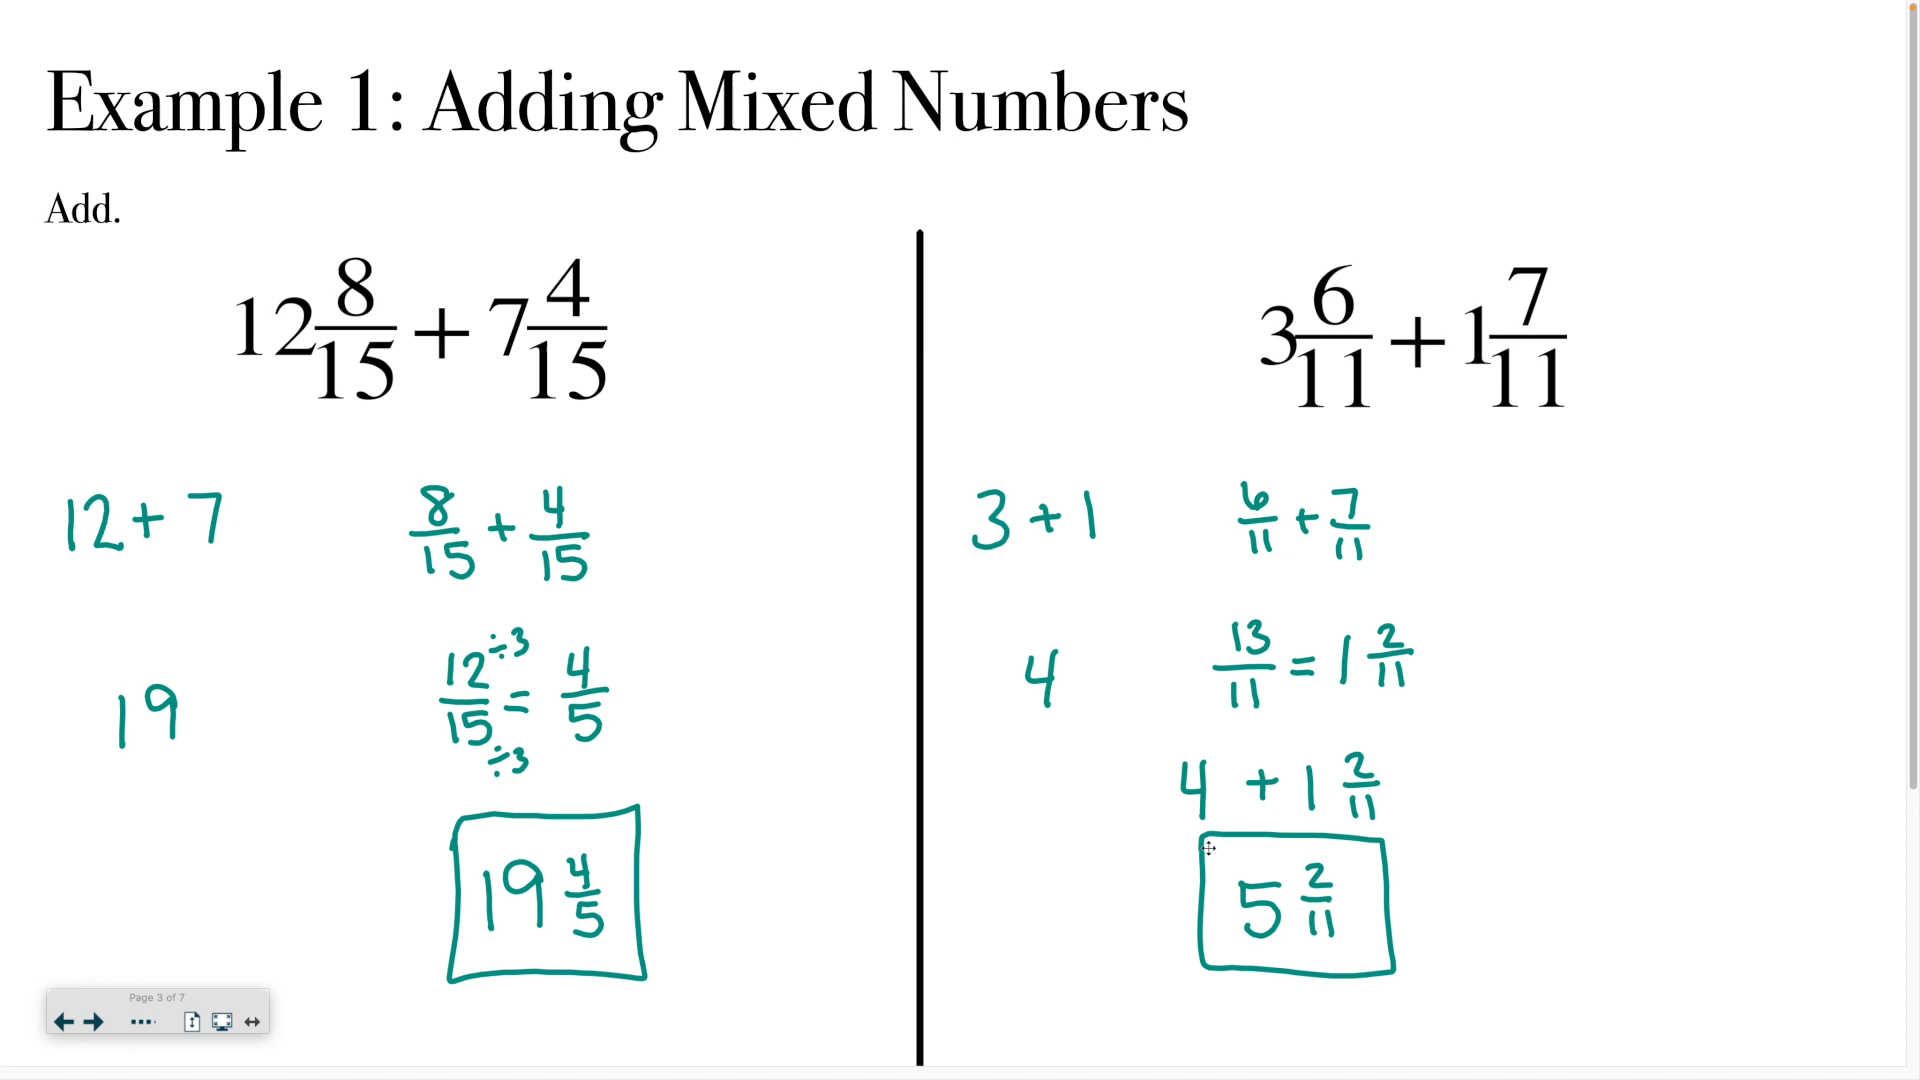 Example 1: Adding Mixed Numbers
Add.
12 8/15 + 7 4/15
12 + 7
8/15 + 4/15
19
12/15 ÷3 ÷3 = 4/5
19 4/5
3 6/11 + 1 7/11
3 + 1
6/11 + 7/11
4
13/11 = 1 2/11
4 + 1 2/11
5 2/11
Page 3 of 7